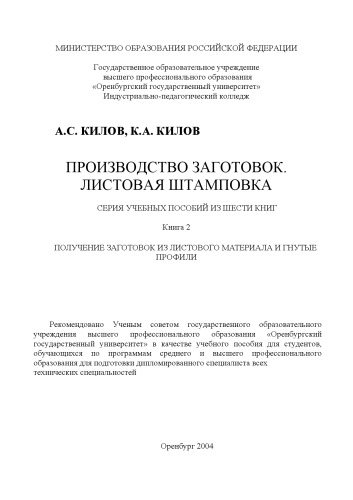 МИНИСТЕРСТВО ОБРАЗОВАНИЯ РОССИЙСКОЙ ФЕДЕРАЦИИ
Государственное образовательное учреждение
высшего профессионального образования
«Оренбургский государственный университет»
Индустриально-педагогический колледж
А.С. КИЛОВ, К.А. КИЛОВ
ПРОИЗВОДСТВО ЗАГОТОВОК.
ЛИСТОВАЯ ШТАМПОВКА
СЕРИЯ УЧЕБНЫХ ПОСОБИЙ ИЗ ШЕСТИ КНИГ
Книга 2
ПОЛУЧЕНИЕ ЗАГОТОВОК ИЗ ЛИСТОВОГО МАТЕРИАЛА И ГНУТЫЕ
ПРОФИЛИ
Рекомендовано Ученым советом государственного образовательного
учреждения высшего профессионального образования «Оренбургский
государственный университет» в качестве учебного пособия для студентов,
обучающихся по программам среднего и высшего профессионального
образования для подготовки дипломированного специалиста всех
технических специальностей
Оренбург 2004